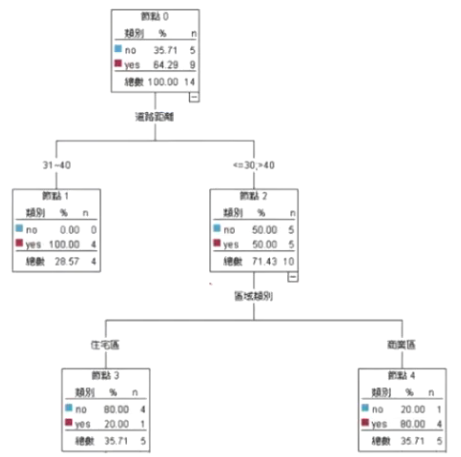 節點 0
類別 % n
no 35.71 5
yes 64.29 9
總數 100.00 14
道路距離
31~40
<=30;>40
節點 1
類別 % n
no 0.00 0
yes 100.00 4
總數 28.57 4
節點 2
類別 % n
no 50.00 5
yes 50.00 5
總數 71.43 10
區域類別
住宅區
商業區
節點 3
類別 % n
no 80.00 4
yes 20.00 1
總數 35.71 5
節點 4
類別 % n
no 20.00 1
yes 80.00 4
總數 35.71 5